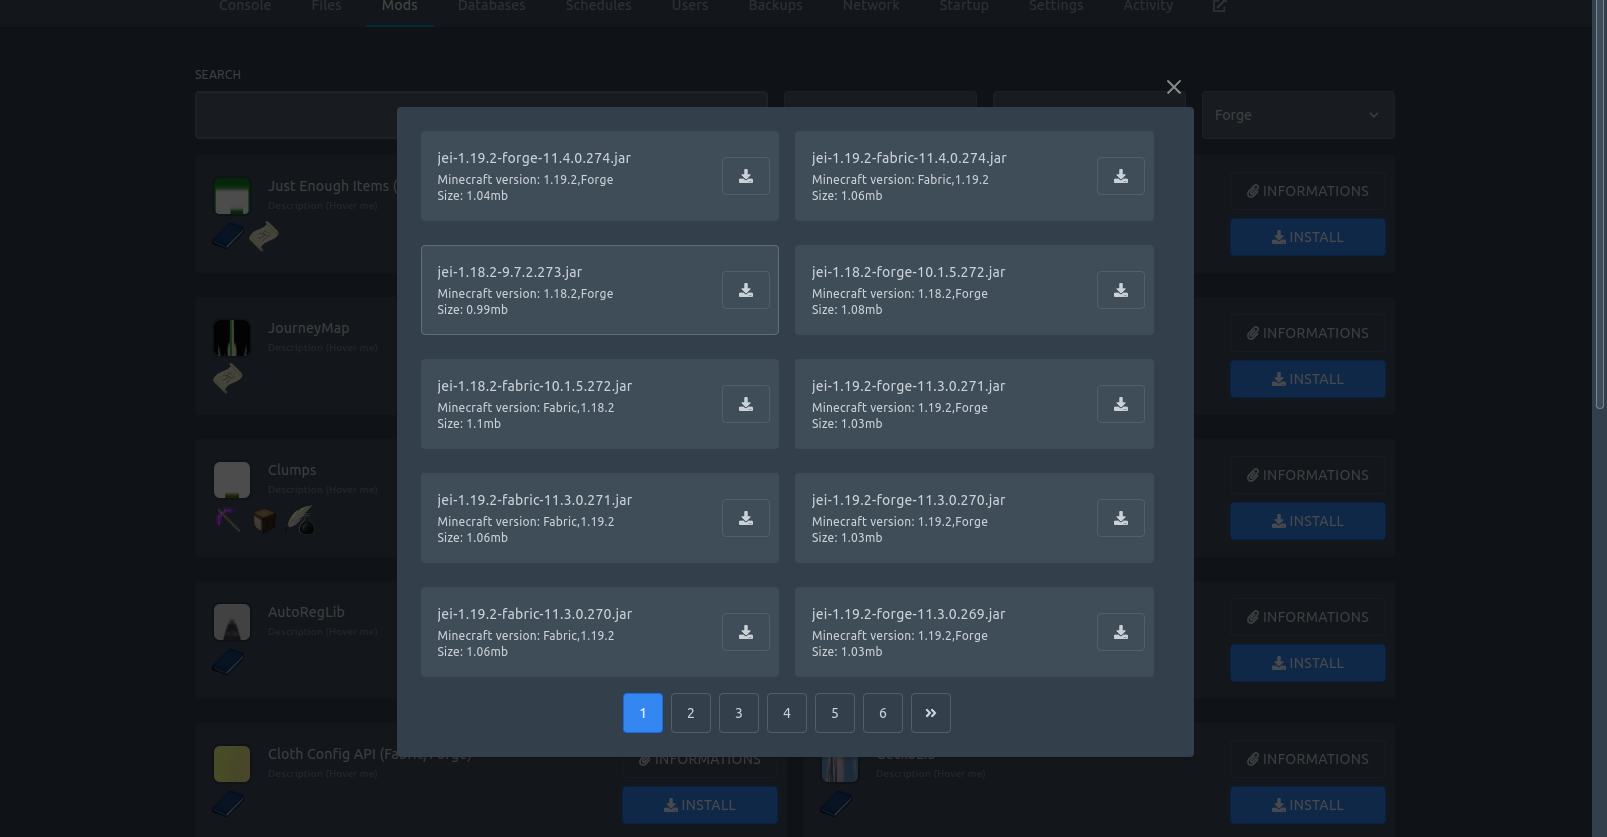 Console Files Mods Databases Schedules Users Backups Network Startup Settings Activity
SEARCH
Forge
jei-1.19.2-forge-11.4.0.274.jar
Minecraft version: 1.19.2,Forge
Size: 1.04mb
jei-1.19.2-fabric-11.4.0.274.jar
Minecraft version: Fabric,1.19.2
Size: 1.06mb
jei-1.18.2-9.7.2.273.jar
Minecraft version: 1.18.2,Forge
Size: 0.99mb
jei-1.18.2-forge-10.1.5.272.jar
Minecraft version: 1.18.2,Forge
Size: 1.08mb
jei-1.18.2-fabric-10.1.5.272.jar
Minecraft version: Fabric,1.18.2
Size: 1.1mb
jei-1.19.2-forge-11.3.0.271.jar
Minecraft version: 1.19.2,Forge
Size: 1.03mb
jei-1.19.2-fabric-11.3.0.271.jar
Minecraft version: Fabric,1.19.2
Size: 1.06mb
jei-1.19.2-forge-11.3.0.270.jar
Minecraft version: 1.19.2,Forge
Size: 1.03mb
jei-1.19.2-fabric-11.3.0.270.jar
Minecraft version: Fabric,1.19.2
Size: 1.06mb
jei-1.19.2-forge-11.3.0.269.jar
Minecraft version: 1.19.2,Forge
Size: 1.03mb
1 2 3 4 5 6 »
Just Enough Items (
Description (Hover me)
INFORMATIONS
INSTALL
JourneyMap
Description (Hover me)
INFORMATIONS
INSTALL
Clumps
Description (Hover me)
INFORMATIONS
INSTALL
AutoRegLib
Description (Hover me)
INFORMATIONS
INSTALL
Cloth Config API (Fabric/Forge)
Description (Hover me)
INFORMATIONS
INSTALL
Description (Hover me)
INFORMATIONS
INSTALL